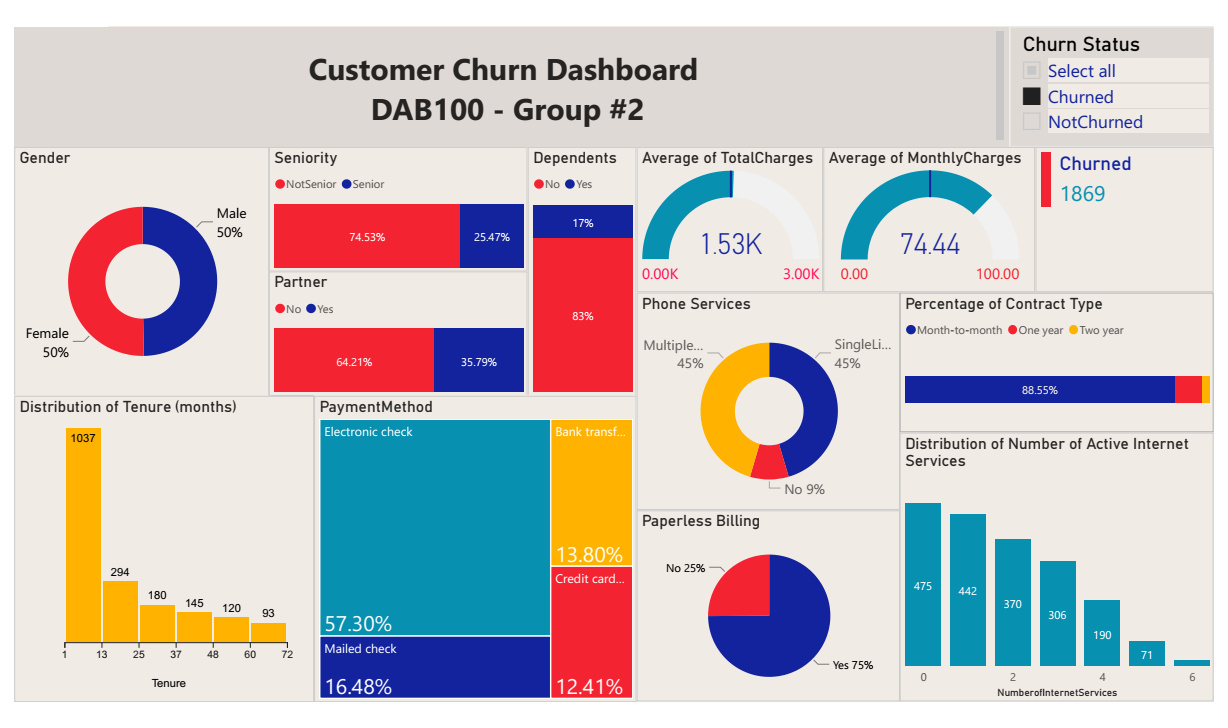 Customer Churn Dashboard
DAB100 - Group #2
Churn Status
Select all
Churned
NotChurned
Gender
Male
50%
Female
50%
Seniority
NotSenior Senior
74.53% 25.47%
Partner
No Yes
64.21% 35.79%
Dependents
No Yes
17%
83%
Average of TotalCharges
1.53K
0.00K 3.00K
Average of MonthlyCharges
74.44
0.00 100.00
Churned
1869
Distribution of Tenure (months)
1037
294
180
145
120
93
1 13 25 37 48 60 72
Tenure
PaymentMethod
Electronic check
57.30%
Mailed check
16.48%
Bank transf...
13.80%
Credit card...
12.41%
Phone Services
Multiple...
45%
SingleLi...
45%
No 9%
Paperless Billing
No 25%
Yes 75%
Percentage of Contract Type
Month-to-month One year Two year
88.55%
Distribution of Number of Active Internet
Services
475
442
370
306
190
71
0 2 4 6
NumberofInternetServices